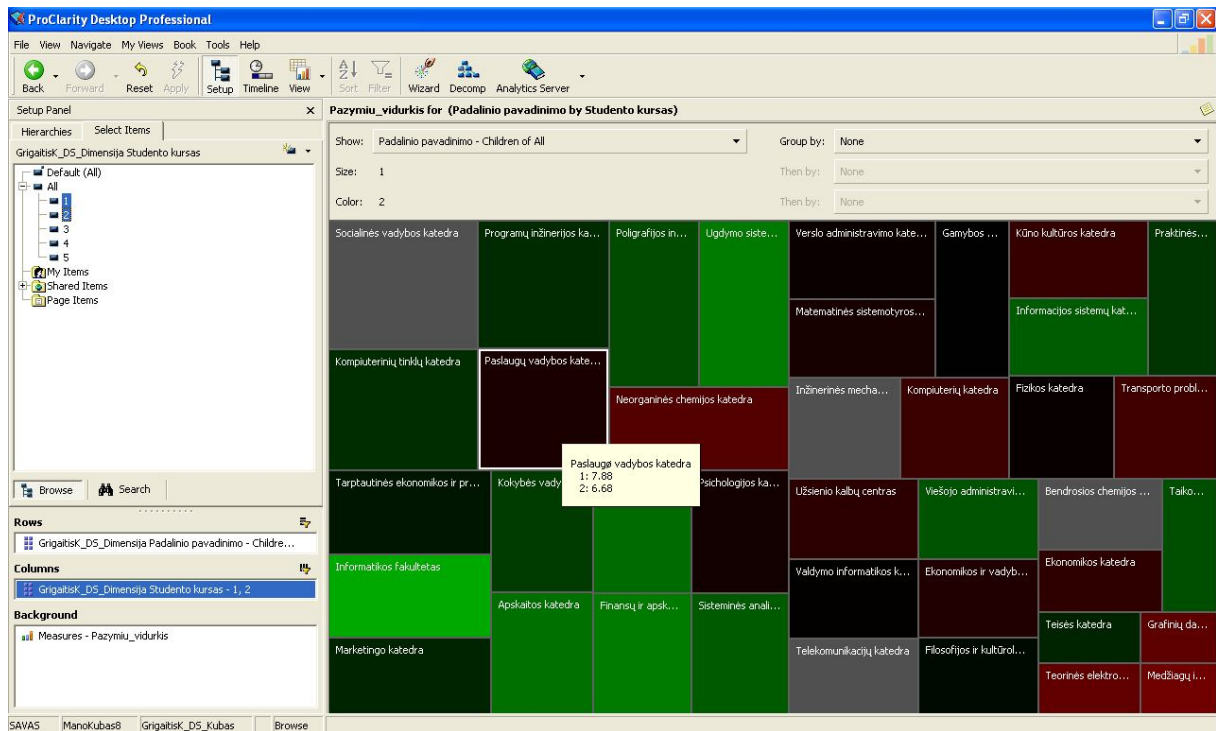 ProClarity Desktop Professional
File View Navigate My Views Book Tools Help
Back Forward Reset Apply Setup Timeline View Sort Filter Wizard Decomp Analytics Server
Setup Panel x
Pazymiu_vidurkis for (Padalinio pavadinimo by Studento kursas)
Hierarchies Select Items
GrigaitisK_DS_Dimensija Studento kursas
Default (All)
All
1
2
3
4
5
My Items
Shared Items
Page Items
Browse Search
Rows
GrigaitisK_DS_Dimensija Padalinio pavadinimo - Childre...
Columns
GrigaitisK_DS_Dimensija Studento kursas - 1, 2
Background
Measures - Pazymiu_vidurkis
Show: Padalinio pavadinimo - Children of All Group by: None
Size: 1 Then by: None
Color: 2 Then by: None
Socialinės vadybos katedra Programų inžinerijos ka... Poligrafijos in... Ugdymo siste... Verslo administravimo kate... Gamybos ... Kūno kultūros katedra Praktinės...
Matematinės sistemotyros... Informacijos sistemų kat...
Kompiuterinių tinklų katedra Paslaugų vadybos kate...
Neorganinės chemijos katedra Inžinerinės mecha... Kompiuterių katedra Fizikos katedra Transporto probl...
Paslaugø vadybos katedra
1: 7.88
2: 6.68
Tarptautinės ekonomikos ir pr... Kokybės vady Psichologijos ka... Užsienio kalbų centras Viešojo administravi... Bendrosios chemijos ... Taiko...
Informatikos fakultetas Valdymo informatikos k... Ekonomikos ir vadyb... Ekonomikos katedra
Apskaitos katedra Finansų ir apsk... Sisteminės anali...
Teisės katedra Grafinių da...
Marketingo katedra Telekomunikacijų katedra Filosofijos ir kultūrol...
Teorinės elektro... Medžiagų i...
SAVAS ManoKubas8 GrigaitisK_DS_Kubas Browse